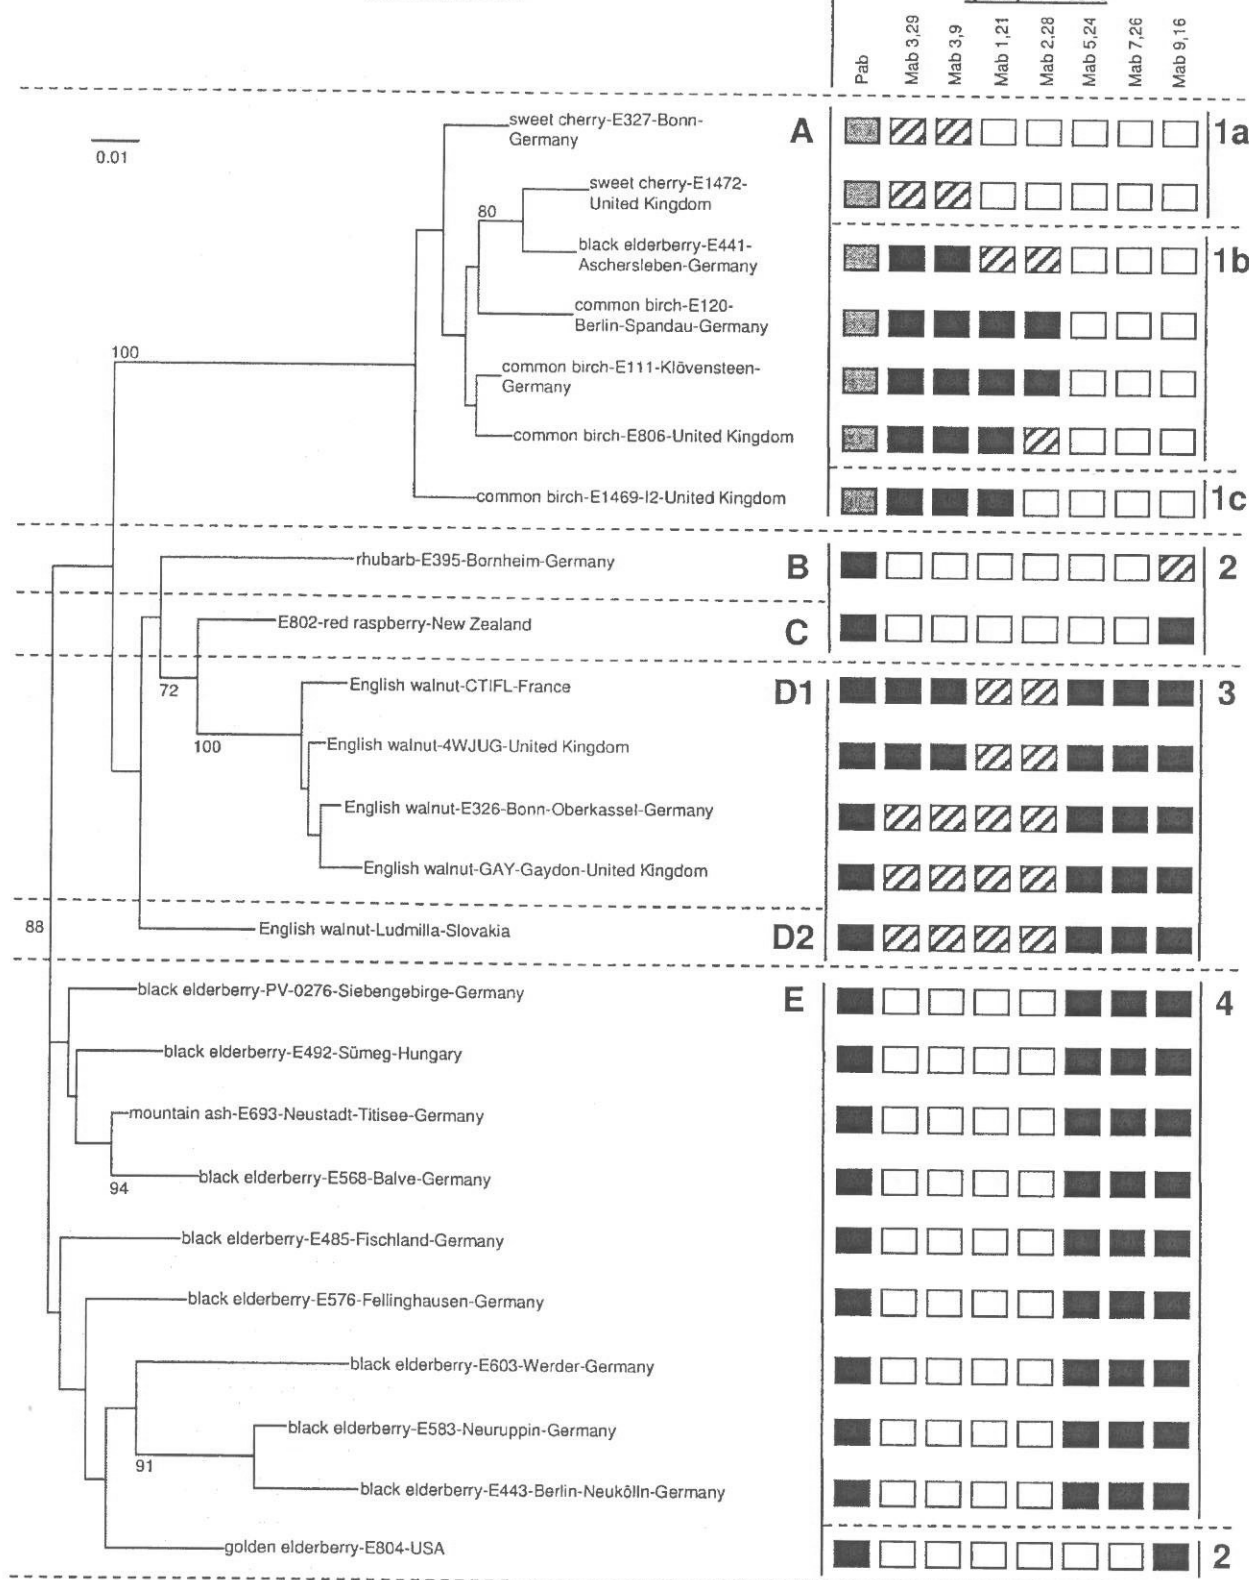 Pab
Mab 3,29
Mab 3,9
Mab 1,21
Mab 2,28
Mab 5,24
Mab 7,26
Mab 9,16
0.01
sweet cherry-E327-Bonn-
Germany
A
1a
sweet cherry-E1472-
United Kingdom
80
black elderberry-E441-
Aschersleben-Germany
1b
common birch-E120-
Berlin-Spandau-Germany
100
common birch-E111-Klövensteen-
Germany
common birch-E806-United Kingdom
common birch-E1469-I2-United Kingdom
1c
rhubarb-E395-Bornheim-Germany
B
2
E802-red raspberry-New Zealand
C
72
English walnut-CTIFL-France
D1
3
100
English walnut-4WJUG-United Kingdom
English walnut-E326-Bonn-Oberkassel-Germany
English walnut-GAY-Gaydon-United Kingdom
88
English walnut-Ludmilla-Slovakia
D2
black elderberry-PV-0276-Siebengebirge-Germany
E
4
black elderberry-E492-Sümeg-Hungary
mountain ash-E693-Neustadt-Titisee-Germany
94
black elderberry-E568-Balve-Germany
black elderberry-E485-Fischland-Germany
black elderberry-E576-Fellinghausen-Germany
black elderberry-E603-Werder-Germany
black elderberry-E583-Neuruppin-Germany
91
black elderberry-E443-Berlin-Neukölln-Germany
golden elderberry-E804-USA
2